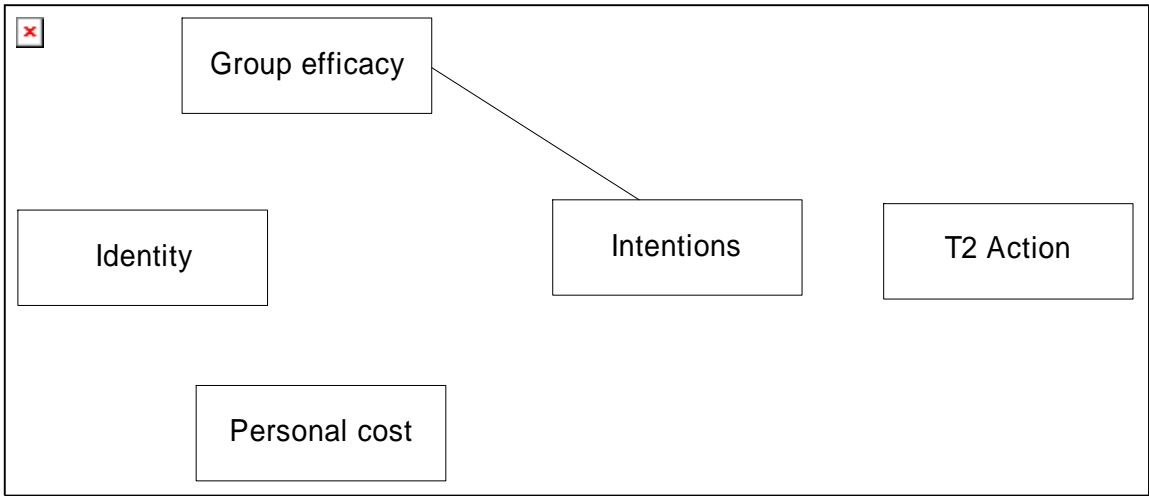 Group efficacy
Identity
Intentions
T2 Action
Personal cost